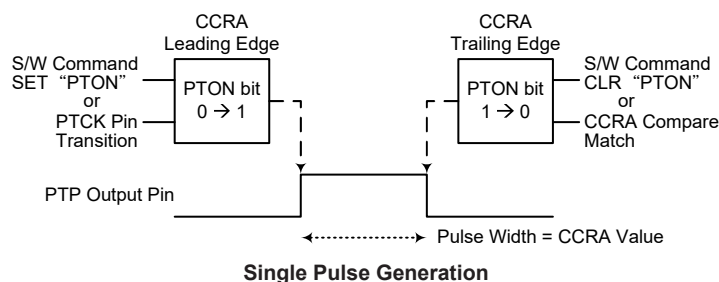 CCRA
Leading Edge
S/W Command
SET “PTON”
or
PTCK Pin
Transition
PTON bit
0 → 1
CCRA
Trailing Edge
PTON bit
1 → 0
S/W Command
CLR “PTON”
or
CCRA Compare
Match
PTP Output Pin
Pulse Width = CCRA Value
Single Pulse Generation